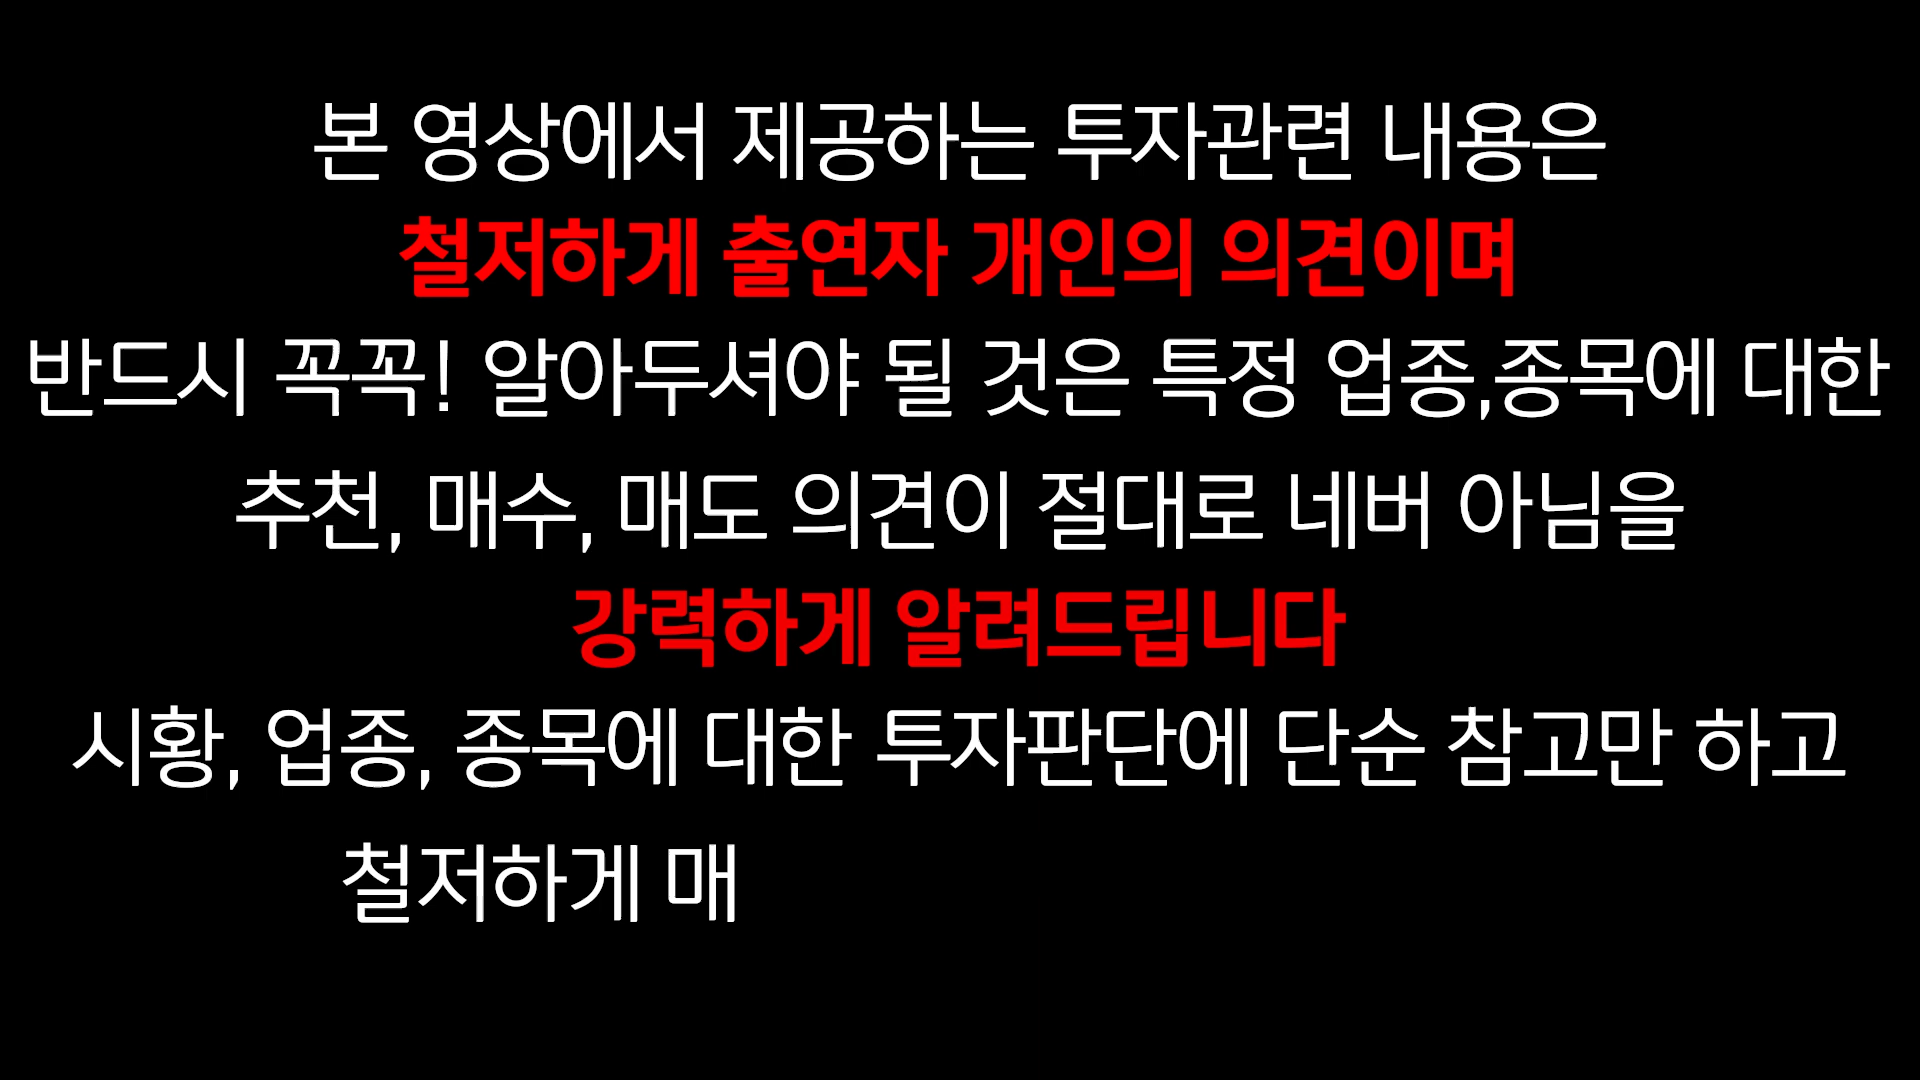 본 영상에서 제공하는 투자관련 내용은
철저하게 출연자 개인의 의견이며
반드시 꼭꼭! 알아두셔야 될 것은 특정 업종,종목에 대한
추천, 매수, 매도 의견이 절대로 네버 아님을
강력하게 알려드립니다
시황, 업종, 종목에 대한 투자판단에 단순 참고만 하고
철저하게 매